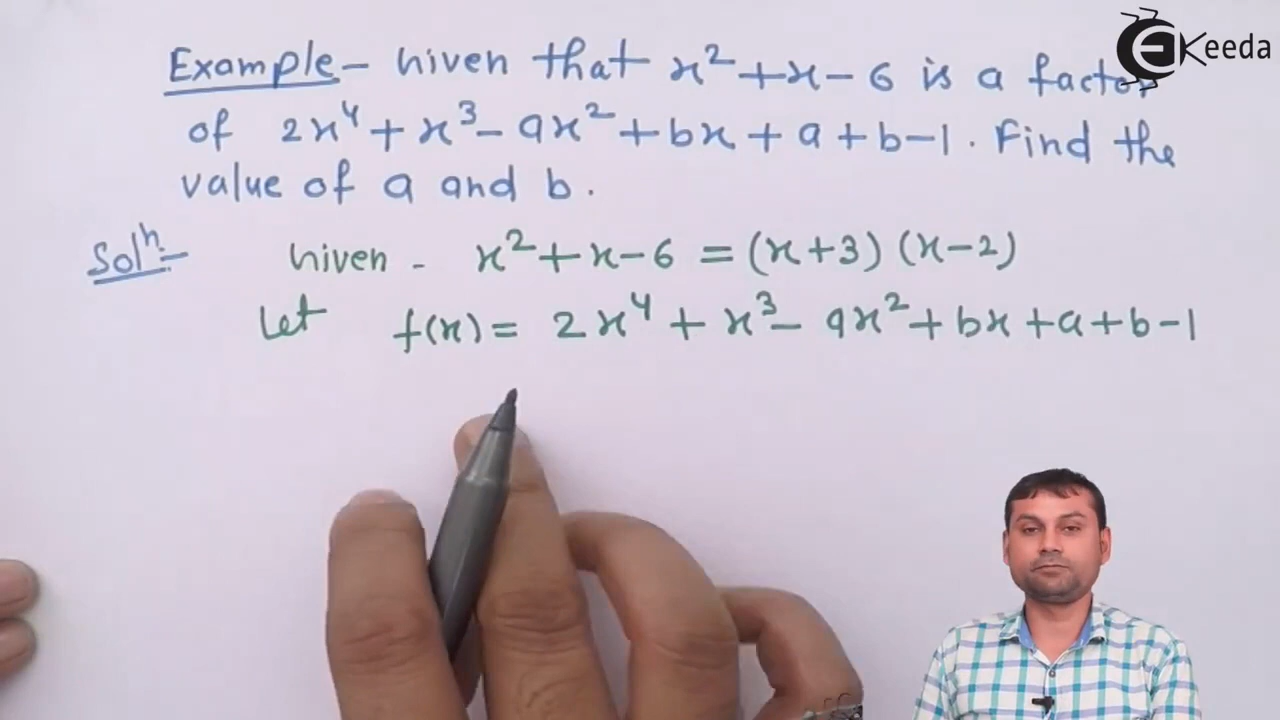 Keeda
Example- Given that x² + x - 6 is a factor
of 2x⁴ + x³ - ax² + bx + a + b - 1. Find the
value of a and b.
Solⁿ:- Given - x² + x - 6 = (x+3) (x-2)
Let f(x) = 2x⁴ + x³ - ax² + bx + a + b - 1